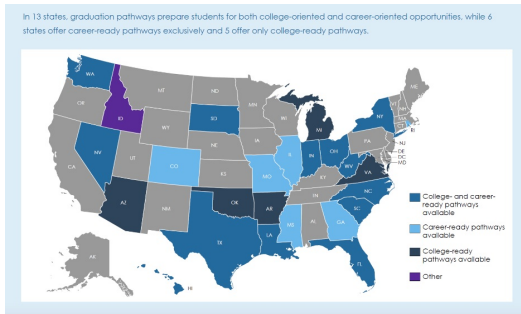 In 13 states, graduation pathways prepare students for both college-oriented and career-oriented opportunities, while 6
states offer career-ready pathways exclusively and 5 offer only college-ready pathways.
WA
MT
ND
MN
ME
OR
ID
SD
WI
VT
NH
WY
MI
NY
MA
CT
RI
NV
NE
IA
PA
NJ
UT
IL
IN
OH
DE
DC
MD
CA
CO
KS
MO
WV
VA
KY
NC
AZ
NM
OK
AR
TN
SC
MS
AL
GA
TX
LA
FL
AK
HI
College- and career-
ready pathways
available
Career-ready pathways
available
College-ready
pathways available
Other